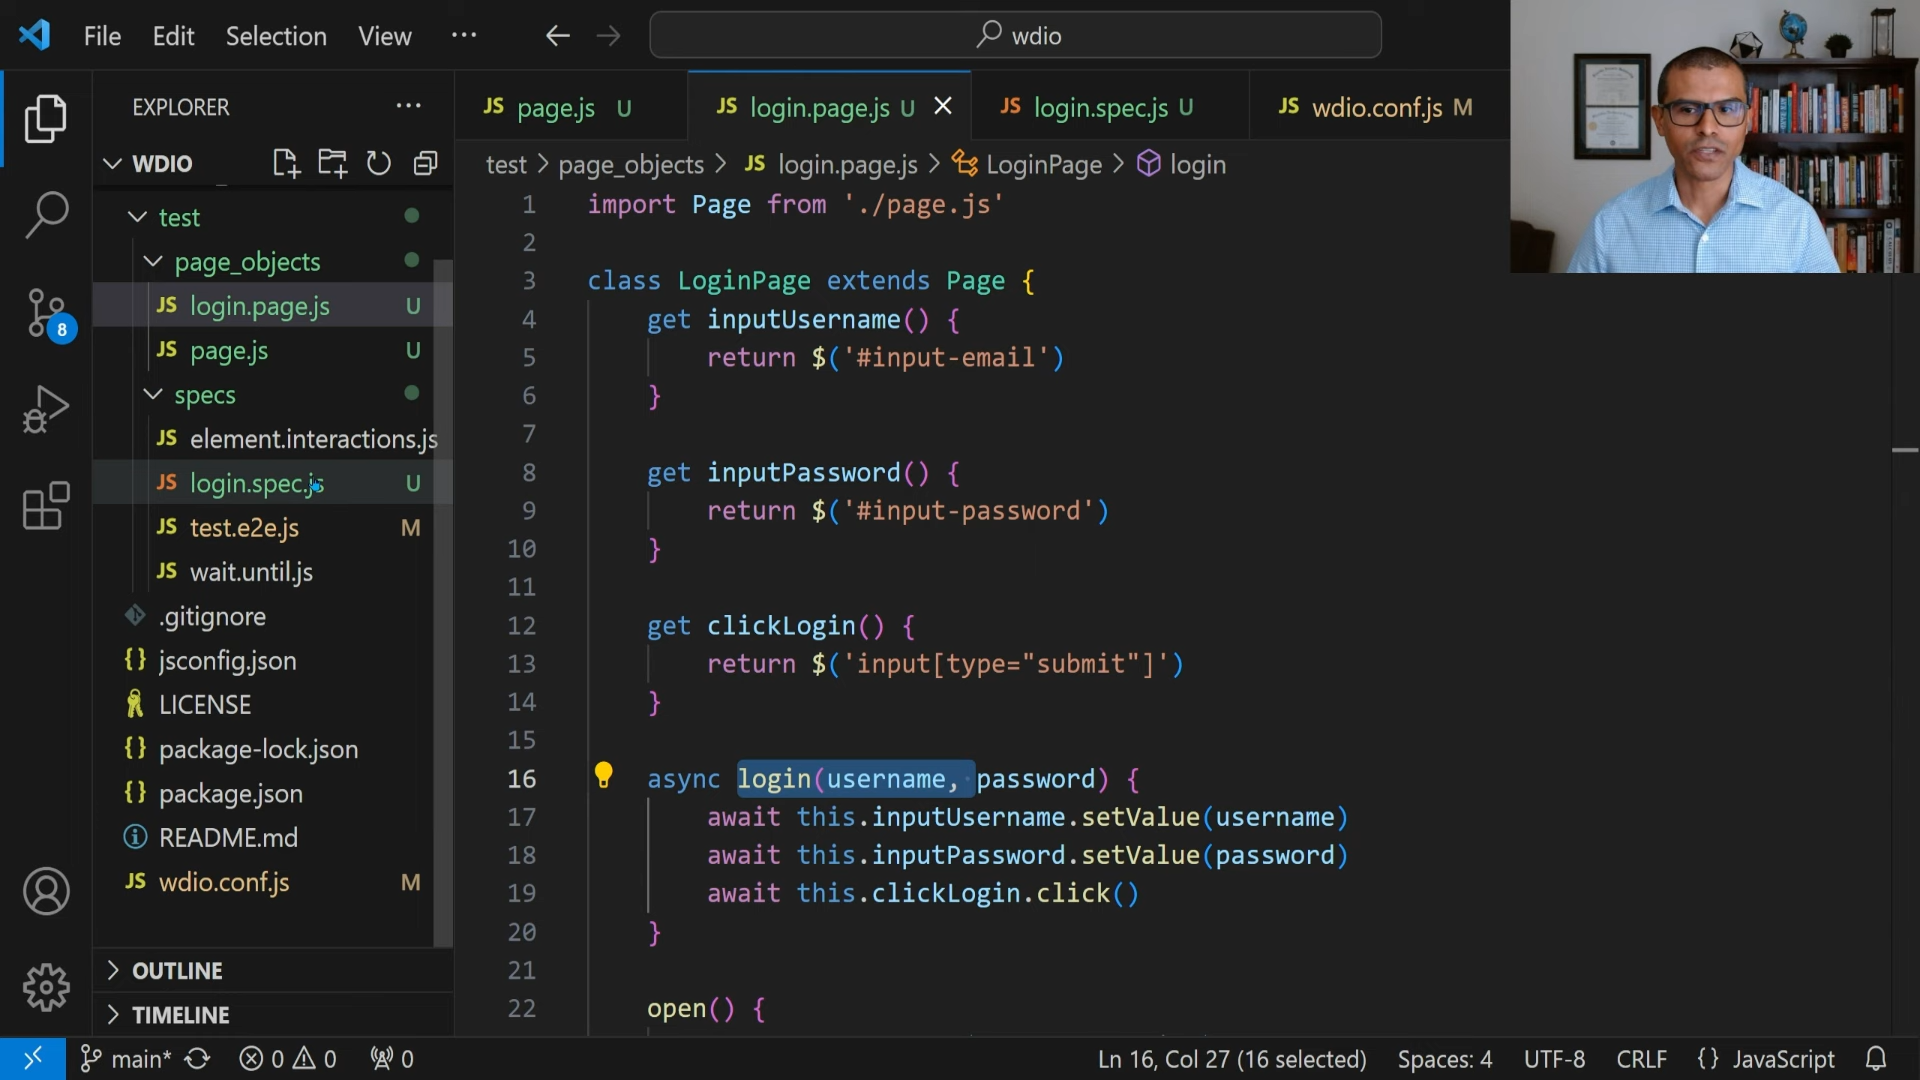 File Edit Selection View ··· wdio
EXPLORER ···
WDIO
test
page_objects
JS login.page.js U
JS page.js U
specs
JS element.interactions.js
JS login.spec.js U
JS test.e2e.js M
JS wait.until.js
.gitignore
{} jsconfig.json
LICENSE
{} package-lock.json
{} package.json
README.md
JS wdio.conf.js M
OUTLINE
TIMELINE
8
JS page.js U JS login.page.js U JS login.spec.js U JS wdio.conf.js M
test > page_objects > JS login.page.js > LoginPage > login
1 import Page from './page.js'
2
3 class LoginPage extends Page {
4 get inputUsername() {
5 return $('#input-email')
6 }
7
8 get inputPassword() {
9 return $('#input-password')
10 }
11
12 get clickLogin() {
13 return $('input[type="submit"]')
14 }
15
16 async login(username, password) {
17 await this.inputUsername.setValue(username)
18 await this.inputPassword.setValue(password)
19 await this.clickLogin.click()
20 }
21
22 open() {
main* 0 0 0 Ln 16, Col 27 (16 selected) Spaces: 4 UTF-8 CRLF {} JavaScript